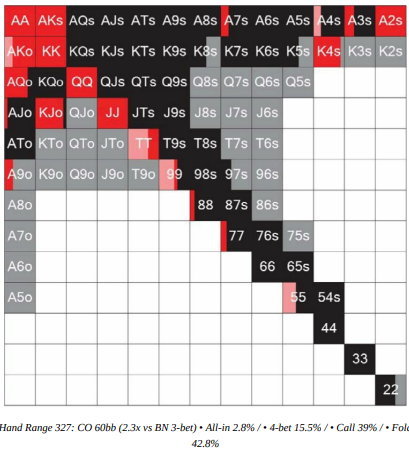 AA AKs AQs AJs ATs A9s A8s A7s A6s A5s A4s A3s A2s
AKo KK KQs KJs KTs K9s K8s K7s K6s K5s K4s K3s K2s
AQo KQo QQ QJs QTs Q9s Q8s Q7s Q6s Q5s
AJo KJo QJo JJ JTs J9s J8s J7s J6s
ATo KTo QTo JTo TT T9s T8s T7s T6s
A9o K9o Q9o J9o T9o 99 98s 97s 96s
A8o 88 87s 86s
A7o 77 76s 75s
A6o 66 65s
A5o 55 54s
44
33
22
Hand Range 327: CO 60bb (2.3x vs BN 3-bet) • All-in 2.8% / • 4-bet 15.5% / • Call 39% / • Fol
42.8%